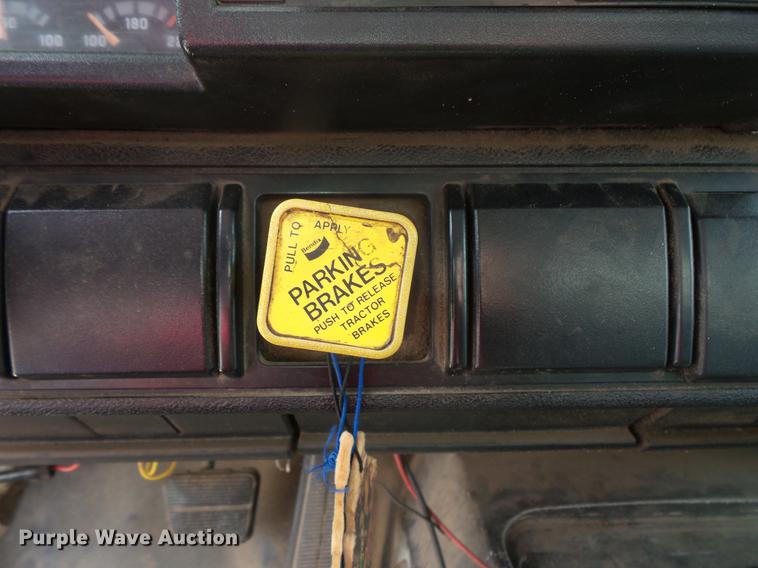 180
100
100
PULL TO APPLY
Bendix
PARKING
BRAKES
PUSH TO RELEASE
TRACTOR
BRAKES
Purple Wave Auction